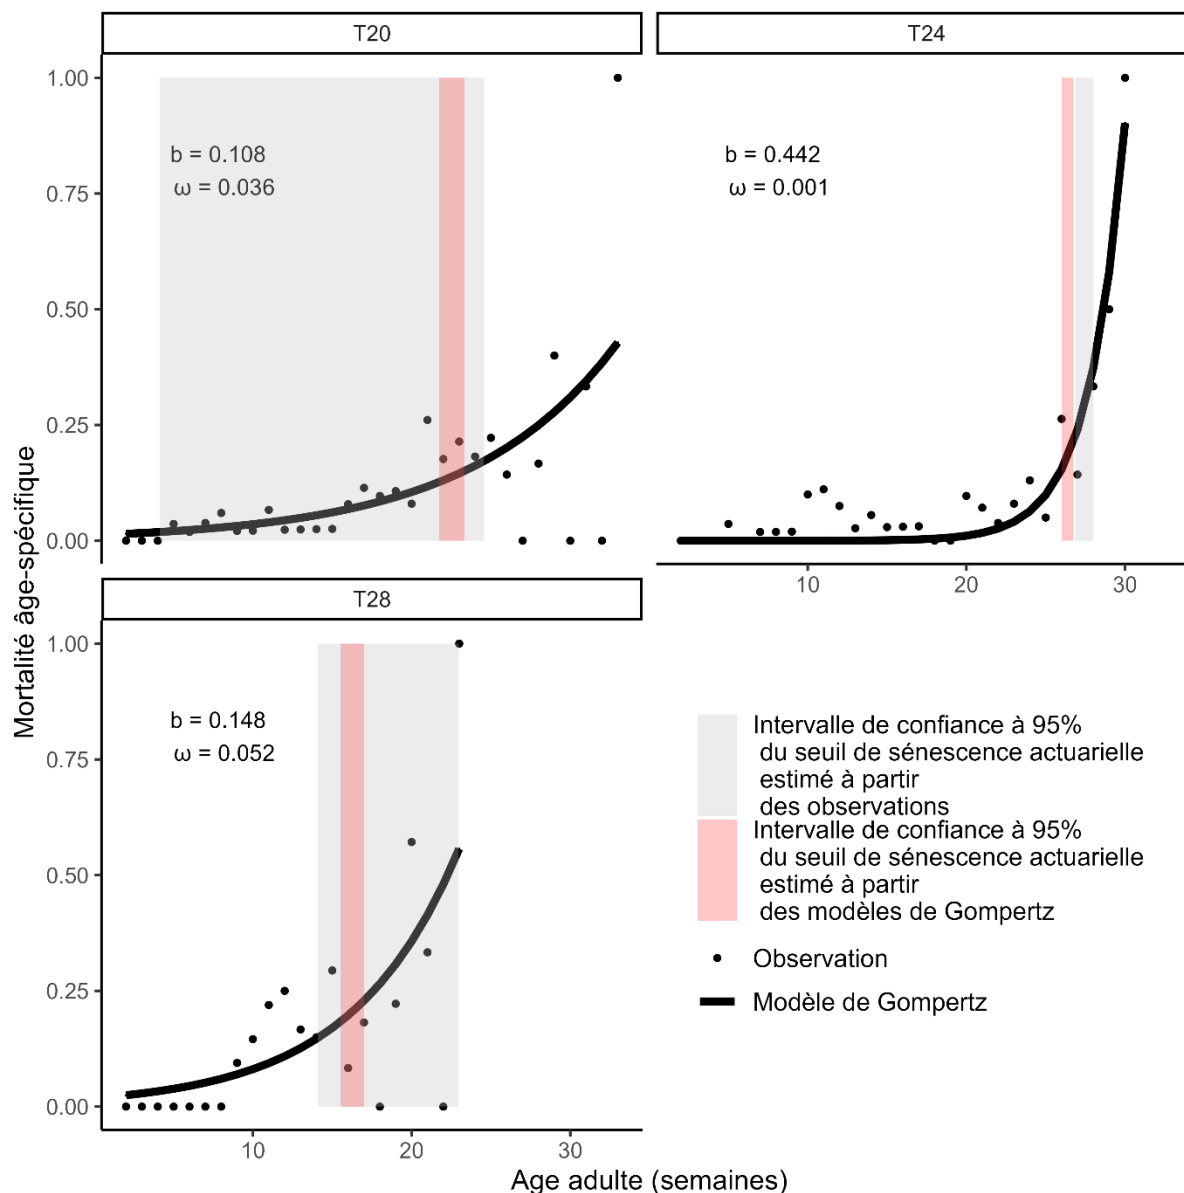 T20
T24
1.00
0.75
0.50
0.25
0.00
b = 0.108
ω = 0.036
b = 0.442
ω = 0.001
10
20
30
T28
1.00
0.75
0.50
0.25
0.00
b = 0.148
ω = 0.052
10
20
30
Mortalité âge-spécifique
Age adulte (semaines)
Intervalle de confiance à 95%
du seuil de sénescence actuarielle
estimé à partir
des observations
Intervalle de confiance à 95%
du seuil de sénescence actuarielle
estimé à partir
des modèles de Gompertz
Observation
Modèle de Gompertz